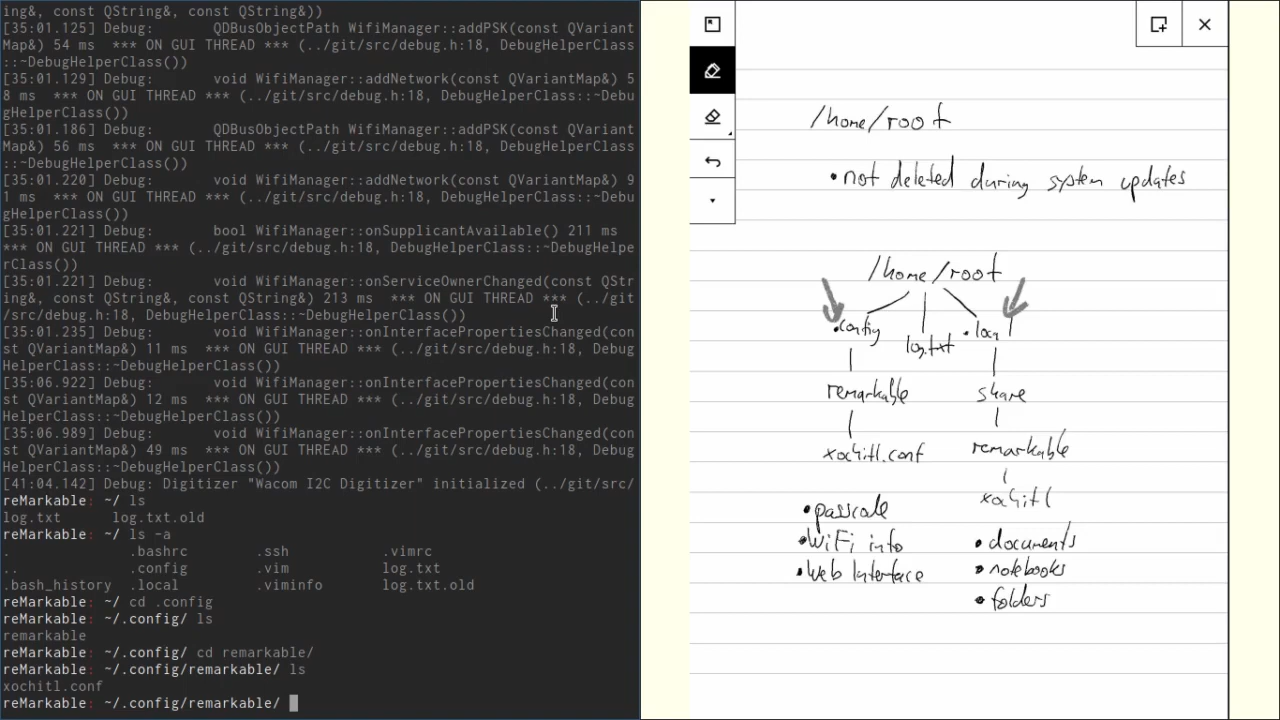 ing&, const QString&, const QString&))
[35:01.125] Debug:       QDBusObjectPath WifiManager::addPSK(const QVariant
Map&) 54 ms  *** ON GUI THREAD *** (../git/src/debug.h:18, DebugHelperClass
::~DebugHelperClass())
[35:01.129] Debug:       void WifiManager::addNetwork(const QVariantMap&) 5
8 ms  *** ON GUI THREAD *** (../git/src/debug.h:18, DebugHelperClass::~Debu
gHelperClass())
[35:01.186] Debug:       QDBusObjectPath WifiManager::addPSK(const QVariant
Map&) 56 ms  *** ON GUI THREAD *** (../git/src/debug.h:18, DebugHelperClass
::~DebugHelperClass())
[35:01.220] Debug:       void WifiManager::addNetwork(const QVariantMap&) 9
1 ms  *** ON GUI THREAD *** (../git/src/debug.h:18, DebugHelperClass::~Debu
gHelperClass())
[35:01.221] Debug:       bool WifiManager::onSupplicantAvailable() 211 ms
*** ON GUI THREAD *** (../git/src/debug.h:18, DebugHelperClass::~DebugHelpe
rClass())
[35:01.221] Debug:       void WifiManager::onServiceOwnerChanged(const QStr
ing&, const QString&, const QString&) 213 ms  *** ON GUI THREAD *** (../git
/src/debug.h:18, DebugHelperClass::~DebugHelperClass())
[35:01.235] Debug:       void WifiManager::onInterfacePropertiesChanged(con
st QVariantMap&) 11 ms  *** ON GUI THREAD *** (../git/src/debug.h:18, Debug
HelperClass::~DebugHelperClass())
[35:06.922] Debug:       void WifiManager::onInterfacePropertiesChanged(con
st QVariantMap&) 12 ms  *** ON GUI THREAD *** (../git/src/debug.h:18, Debug
HelperClass::~DebugHelperClass())
[35:06.989] Debug:       void WifiManager::onInterfacePropertiesChanged(con
st QVariantMap&) 49 ms  *** ON GUI THREAD *** (../git/src/debug.h:18, Debug
HelperClass::~DebugHelperClass())
[41:04.142] Debug: Digitizer "Wacom I2C Digitizer" initialized (../git/src/
reMarkable: ~/ ls
log.txt      log.txt.old
reMarkable: ~/ ls -a
.              .bashrc        .ssh           .vimrc
..             .config        .vim           log.txt
.bash_history  .local         .viminfo       log.txt.old
reMarkable: ~/ cd .config
reMarkable: ~/.config/ ls
remarkable
reMarkable: ~/.config/ cd remarkable/
reMarkable: ~/.config/remarkable/ ls
xochitl.conf
reMarkable: ~/.config/remarkable/
/home/root
• not deleted during system updates
/home/root
.config log.txt .local
remarkable share
xochitl.conf remarkable
xochitl
• passcode
• WiFi info • documents
• Web Interface • notebooks
• folders